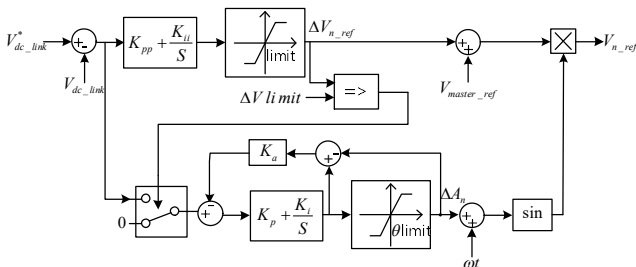 V*dc_link
+
-
Kpp + Kii/S
limit
ΔVn_ref
+
+
Vn_ref
Vdc_link
ΔV limit
=>
Vmaster_ref
Ka
+
-
ΔAn
0
+
-
Kp + Ki/S
θlimit
+
+
sin
ωt